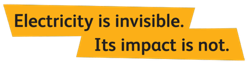 Electricity is invisible.
Its impact is not.